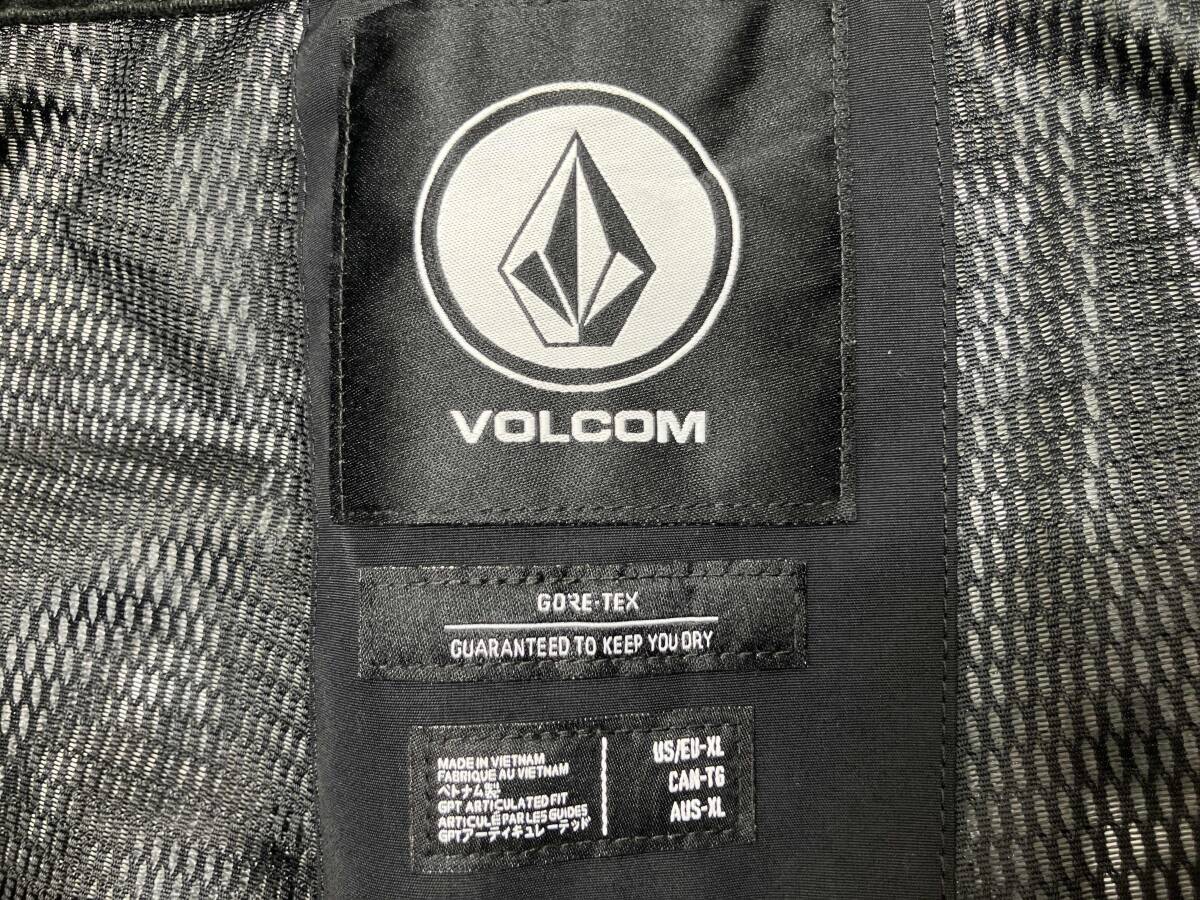 VOLCOM
GORE-TEX
GUARANTEED TO KEEP YOU DRY
MADE IN VIETNAM
FABRIQUE AU VIETNAM
ベトナム製
GPT ARTICULATED FIT
ARTICULÉ PAR LES GUIDES
GPTアーティキュレーテッド
US/EU-XL
CAN-TG
AUS-XL